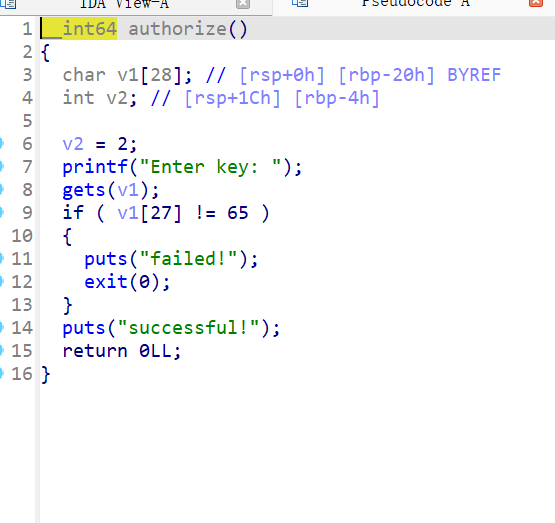 IDA View-A Pseudocode A
1 __int64 authorize()
2 {
3   char v1[28]; // [rsp+0h] [rbp-20h] BYREF
4   int v2; // [rsp+1Ch] [rbp-4h]
5
6   v2 = 2;
7   printf("Enter key: ");
8   gets(v1);
9   if ( v1[27] != 65 )
10   {
11     puts("failed!");
12     exit(0);
13   }
14   puts("successful!");
15   return 0LL;
16 }